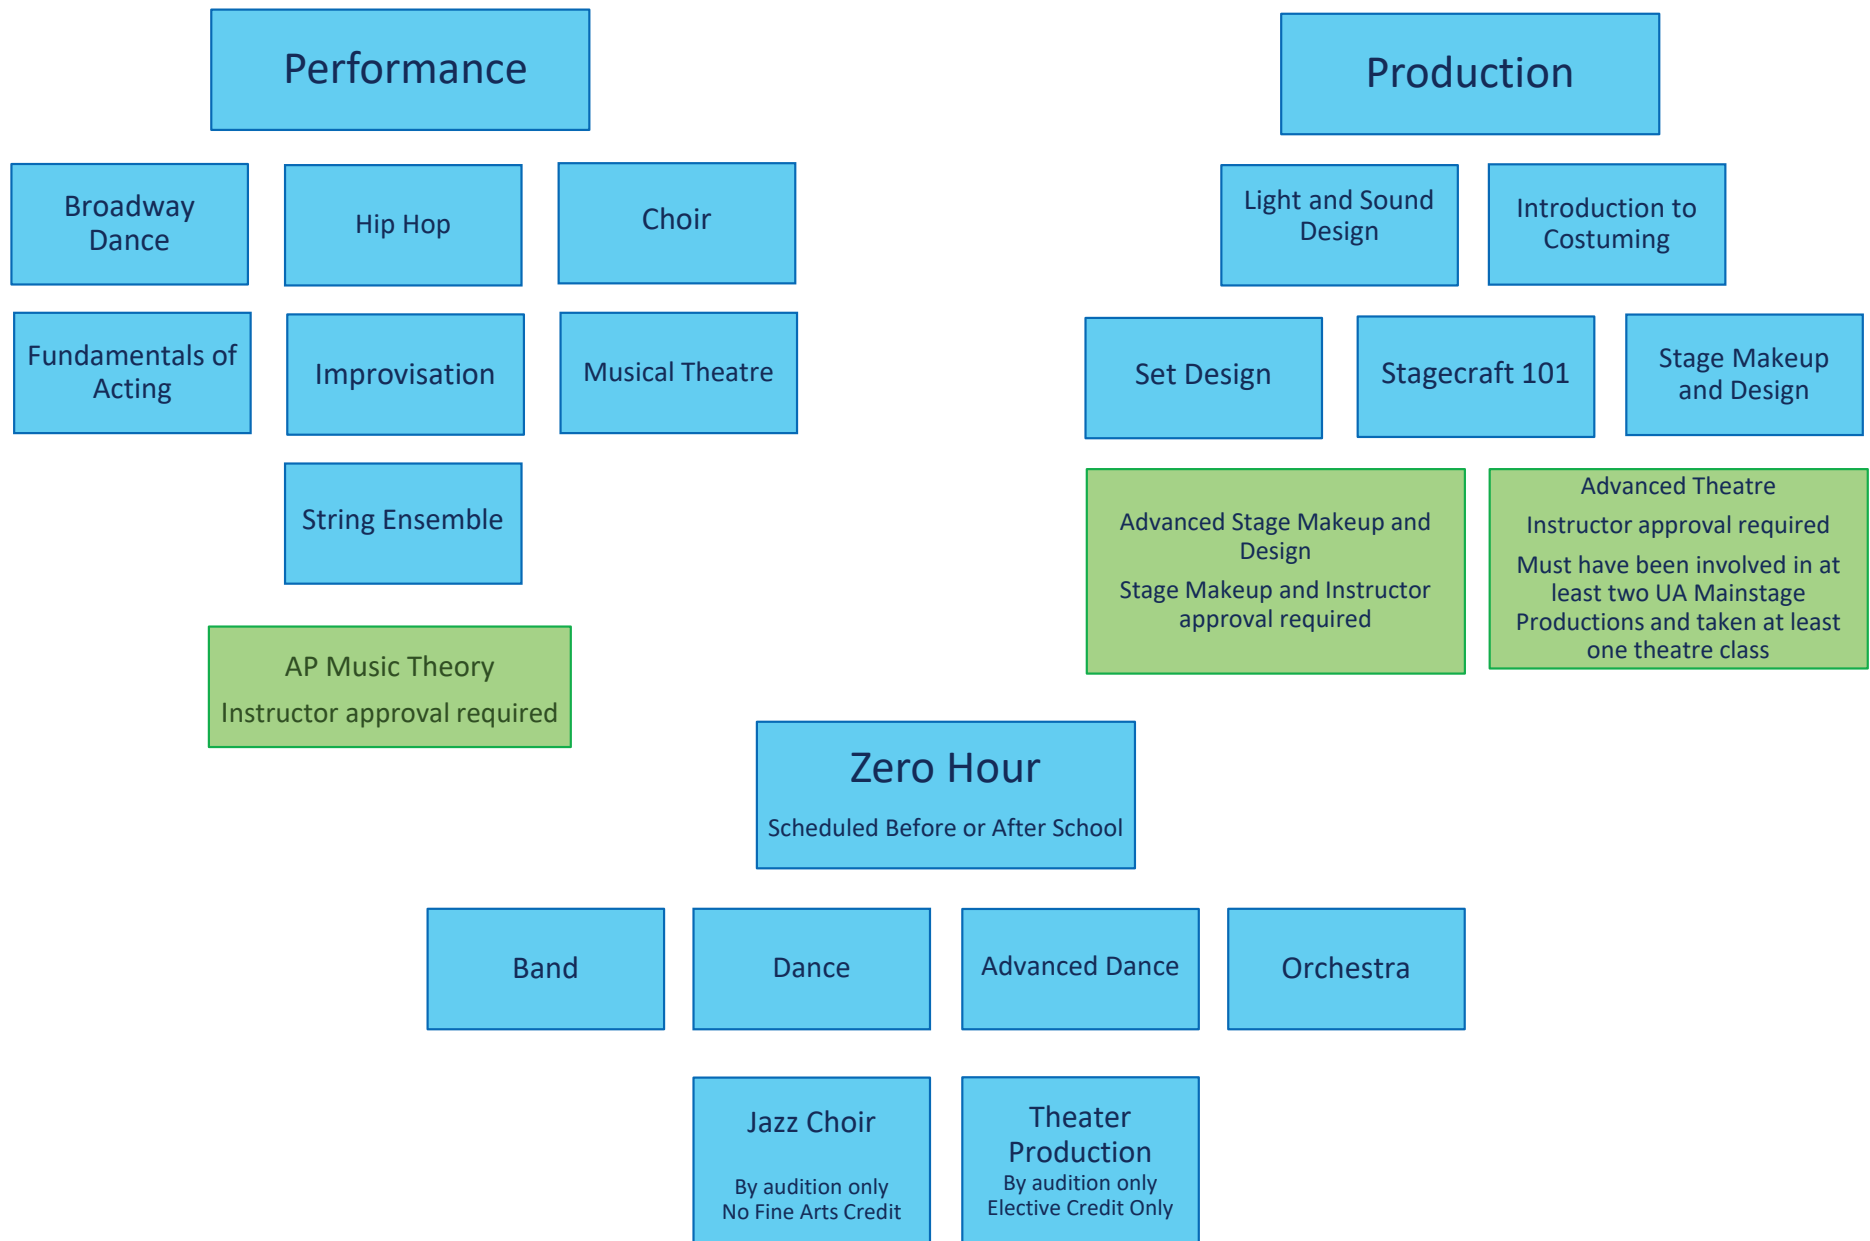 Performance
Broadway
Dance
Hip Hop
Choir
Fundamentals of
Acting
Improvisation
Musical Theatre
String Ensemble
AP Music Theory
Instructor approval required
Production
Light and Sound
Design
Introduction to
Costuming
Set Design
Stagecraft 101
Stage Makeup
and Design
Advanced Stage Makeup and
Design
Stage Makeup and Instructor
approval required
Advanced Theatre
Instructor approval required
Must have been involved in at
least two UA Mainstage
Productions and taken at least
one theatre class
Zero Hour
Scheduled Before or After School
Band
Dance
Advanced Dance
Orchestra
Jazz Choir
By audition only
No Fine Arts Credit
Theater
Production
By audition only
Elective Credit Only